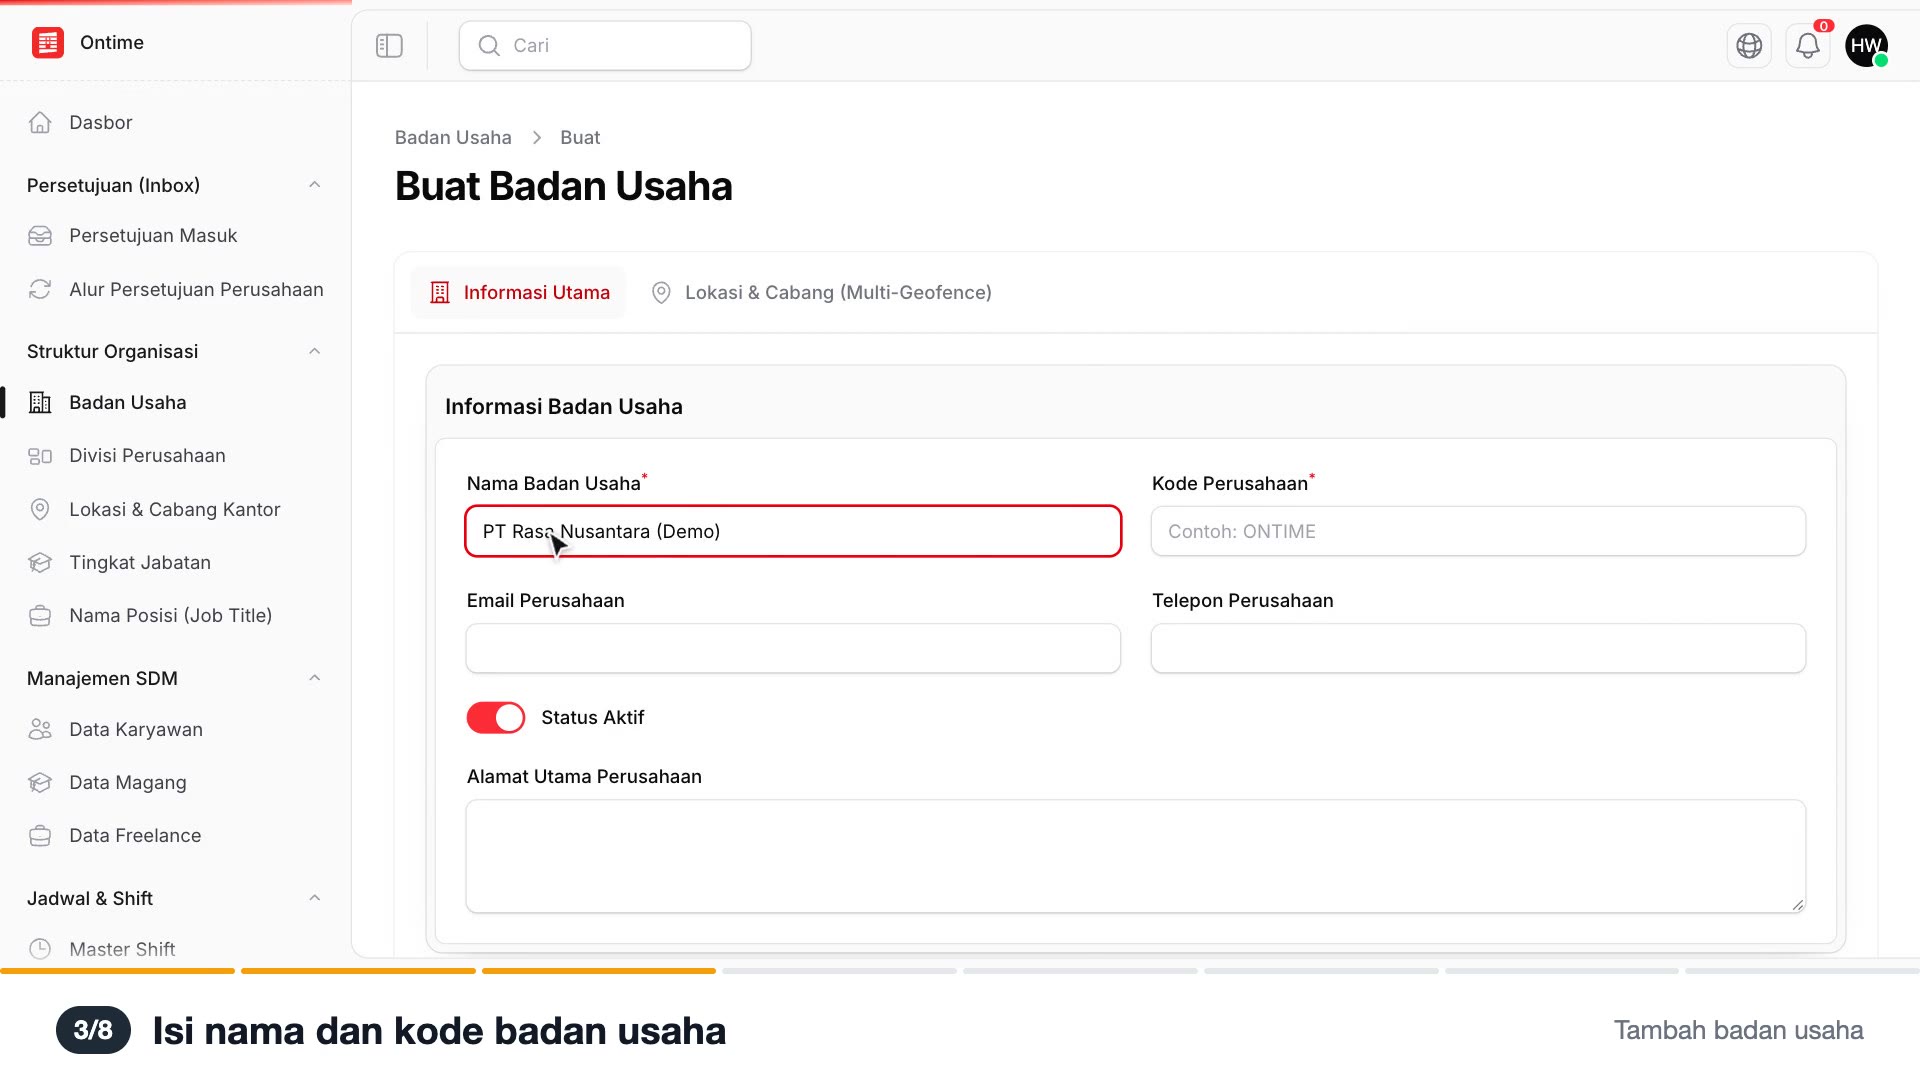 Ontime
Cari
0
HW
Dasbor
Persetujuan (Inbox)
Persetujuan Masuk
Alur Persetujuan Perusahaan
Struktur Organisasi
Badan Usaha
Divisi Perusahaan
Lokasi & Cabang Kantor
Tingkat Jabatan
Nama Posisi (Job Title)
Manajemen SDM
Data Karyawan
Data Magang
Data Freelance
Jadwal & Shift
Master Shift
Badan Usaha > Buat
Buat Badan Usaha
Informasi Utama
Lokasi & Cabang (Multi-Geofence)
Informasi Badan Usaha
Nama Badan Usaha*
Kode Perusahaan*
PT Rasa Nusantara (Demo)
Contoh: ONTIME
Email Perusahaan
Telepon Perusahaan
Status Aktif
Alamat Utama Perusahaan
3/8
Isi nama dan kode badan usaha
Tambah badan usaha